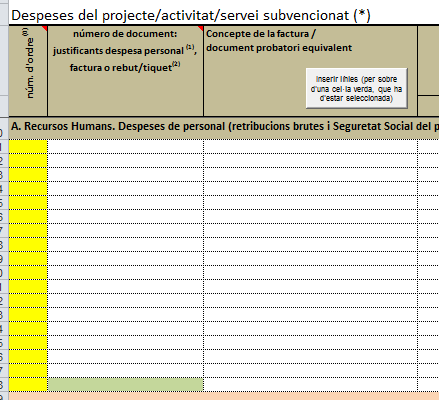 Despeses del projecte/activitat/servei subvencionat (*)
núm. d'ordre
número de document:
justificants despesa personal (1),
factura o rebut/tiquet(2)
Concepte de la factura /
document probatori equivalent
Inserir línies (per sobre
d'una cel·la verda, que ha
d'estar seleccionada)
A. Recursos Humans. Despeses de personal (retribucions brutes i Seguretat Social del p